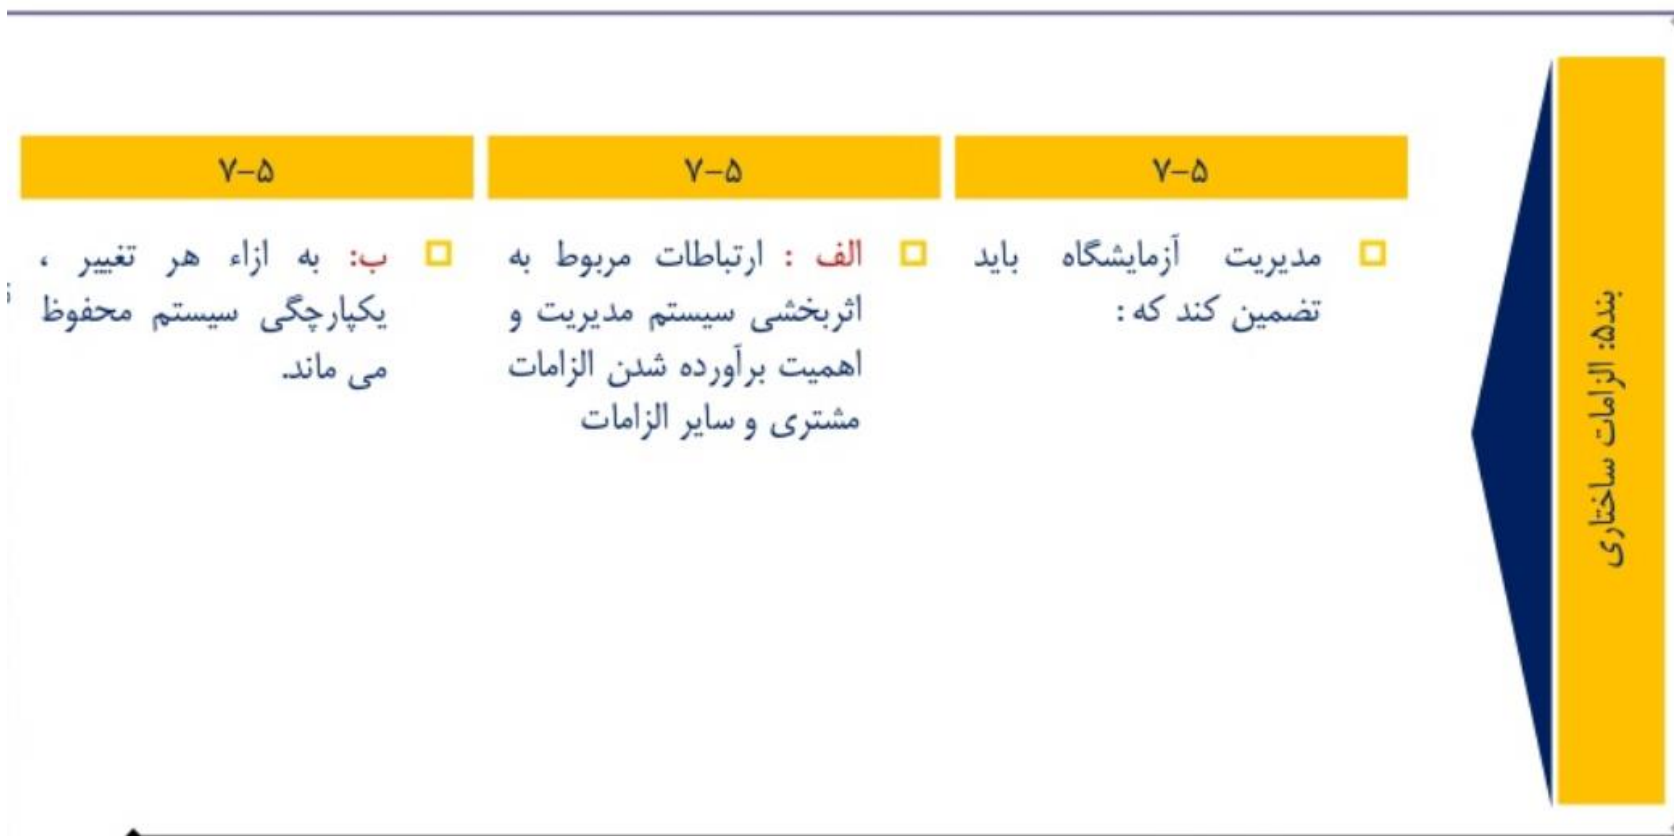 بند۵: الزامات ساختاری
۷-۵
مدیریت آزمایشگاه باید
تضمین کند که :
۷-۵
الف : ارتباطات مربوط به
اثربخشی سیستم مدیریت و
اهمیت برآورده شدن الزامات
مشتری و سایر الزامات
۷-۵
ب: به ازاء هر تغییر ،
یکپارچگی سیستم محفوظ
می ماند.